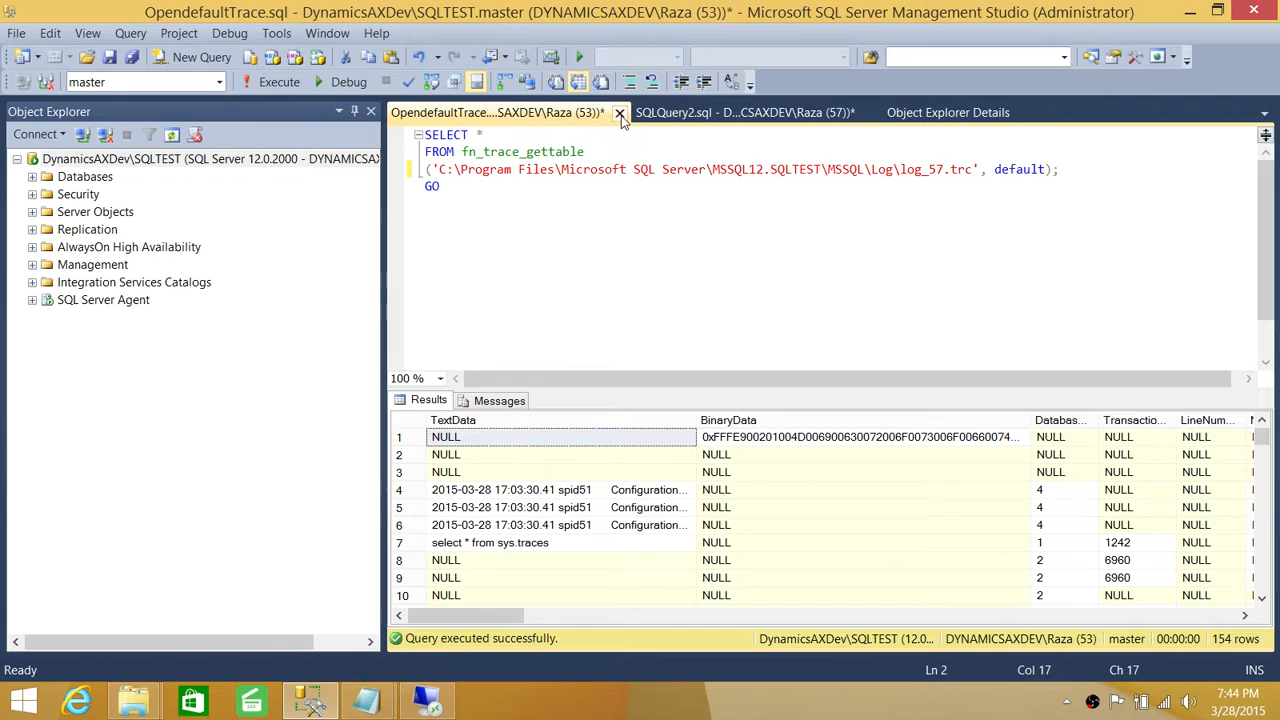 OpendefaultTrace.sql - DynamicsAXDev\SQLTEST.master (DYNAMICSAXDEV\Raza (53))* - Microsoft SQL Server Management Studio (Administrator)
File Edit View Query Project Debug Tools Window Help
New Query
master Execute Debug
Object Explorer
Connect
DynamicsAXDev\SQLTEST (SQL Server 12.0.2000 - DYNAMICSAX
Databases
Security
Server Objects
Replication
AlwaysOn High Availability
Management
Integration Services Catalogs
SQL Server Agent
OpendefaultTrace....SAXDEV\Raza (53))* SQLQuery2.sql - D...CSAXDEV\Raza (57))* Object Explorer Details
SELECT *
FROM fn_trace_gettable
('C:\Program Files\Microsoft SQL Server\MSSQL12.SQLTEST\MSSQL\Log\log_57.trc', default);
GO
100 %
Results Messages
TextData BinaryData Databas... Transactio... LineNum...
1 NULL 0xFFFE900201004D006900630072006F0073006F00660074... NULL NULL NULL
2 NULL NULL NULL NULL NULL
3 NULL NULL NULL NULL NULL
4 2015-03-28 17:03:30.41 spid51 Configuration... NULL 4 NULL NULL
5 2015-03-28 17:03:30.41 spid51 Configuration... NULL 4 NULL NULL
6 2015-03-28 17:03:30.41 spid51 Configuration... NULL 4 NULL NULL
7 select * from sys.traces NULL 1 1242 NULL
8 NULL NULL 2 6960 NULL
9 NULL NULL 2 6960 NULL
10 NULL NULL 2 6960 NULL
Query executed successfully. DynamicsAXDev\SQLTEST (12.0... DYNAMICSAXDEV\Raza (53) master 00:00:00 154 rows
Ready Ln 2 Col 17 Ch 17 INS
7:44 PM
3/28/2015